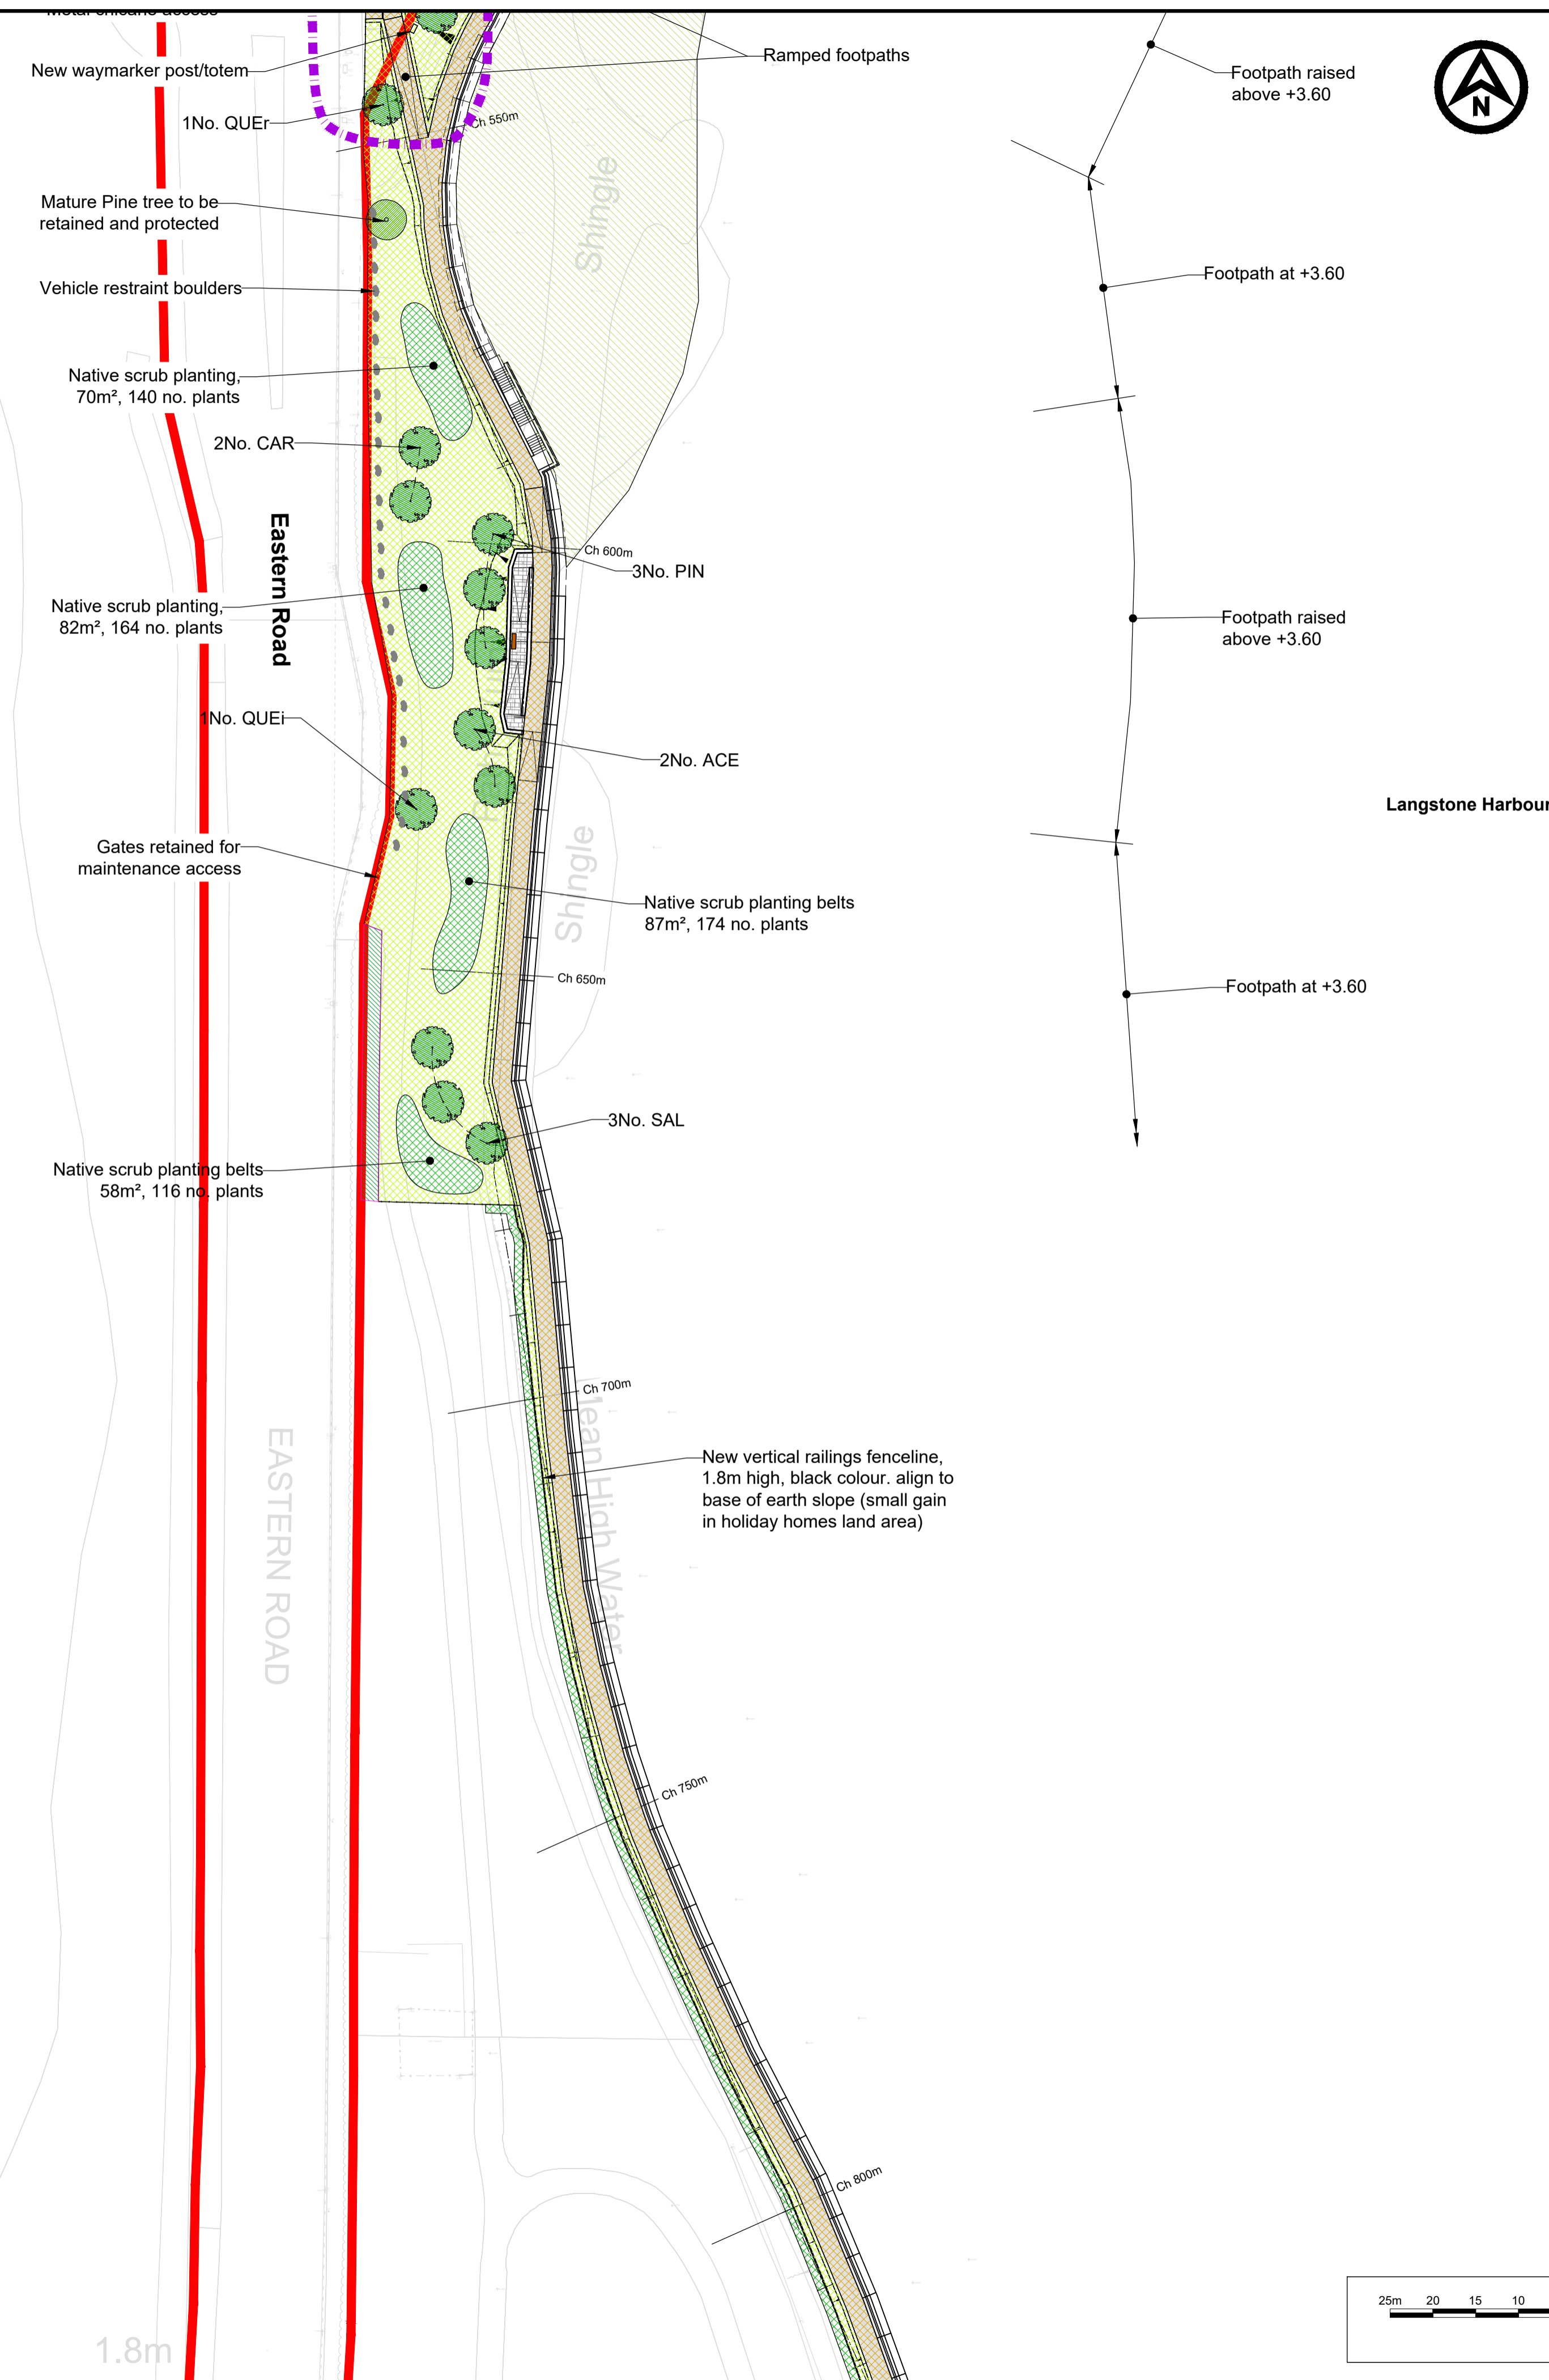 Metal chicane access
New waymarker post/totem
Ramped footpaths
Footpath raised
above +3.60
N
1No. QUEr
Ch 550m
Shingle
Mature Pine tree to be
retained and protected
Footpath at +3.60
Vehicle restraint boulders
Native scrub planting,
70m², 140 no. plants
2No. CAR
Eastern Road
Ch 600m
3No. PIN
Native scrub planting,
82m², 164 no. plants
Footpath raised
above +3.60
1No. QUEi
2No. ACE
Langstone Harbour
Gates retained for
maintenance access
Shingle
Native scrub planting belts
87m², 174 no. plants
Ch 650m
Footpath at +3.60
3No. SAL
Native scrub planting belts
58m², 116 no. plants
Ch 700m
EASTERN ROAD
Mean High Water
New vertical railings fenceline,
1.8m high, black colour. align to
base of earth slope (small gain
in holiday homes land area)
Ch 750m
Ch 800m
25m 20 15 10
1.8m